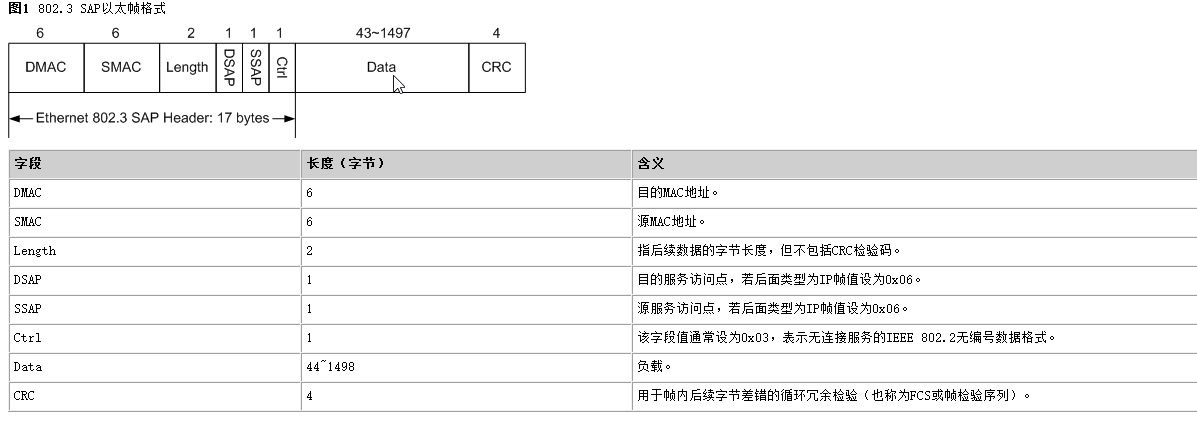 图1 802.3 SAP以太帧格式
6 6 2 1 1 1 43~1497 4
DMAC SMAC Length DSAP SSAP Ctrl Data CRC
Ethernet 802.3 SAP Header: 17 bytes
字段 长度（字节） 含义
DMAC 6 目的MAC地址。
SMAC 6 源MAC地址。
Length 2 指后续数据的字节长度，但不包括CRC检验码。
DSAP 1 目的服务访问点，若后面类型为IP帧值设为0x06。
SSAP 1 源服务访问点，若后面类型为IP帧值设为0x06。
Ctrl 1 该字段值通常设为0x03，表示无连接服务的IEEE 802.2无编号数据格式。
Data 44~1498 负载。
CRC 4 用于帧内后续字节差错的循环冗余检验（也称为FCS或帧检验序列）。